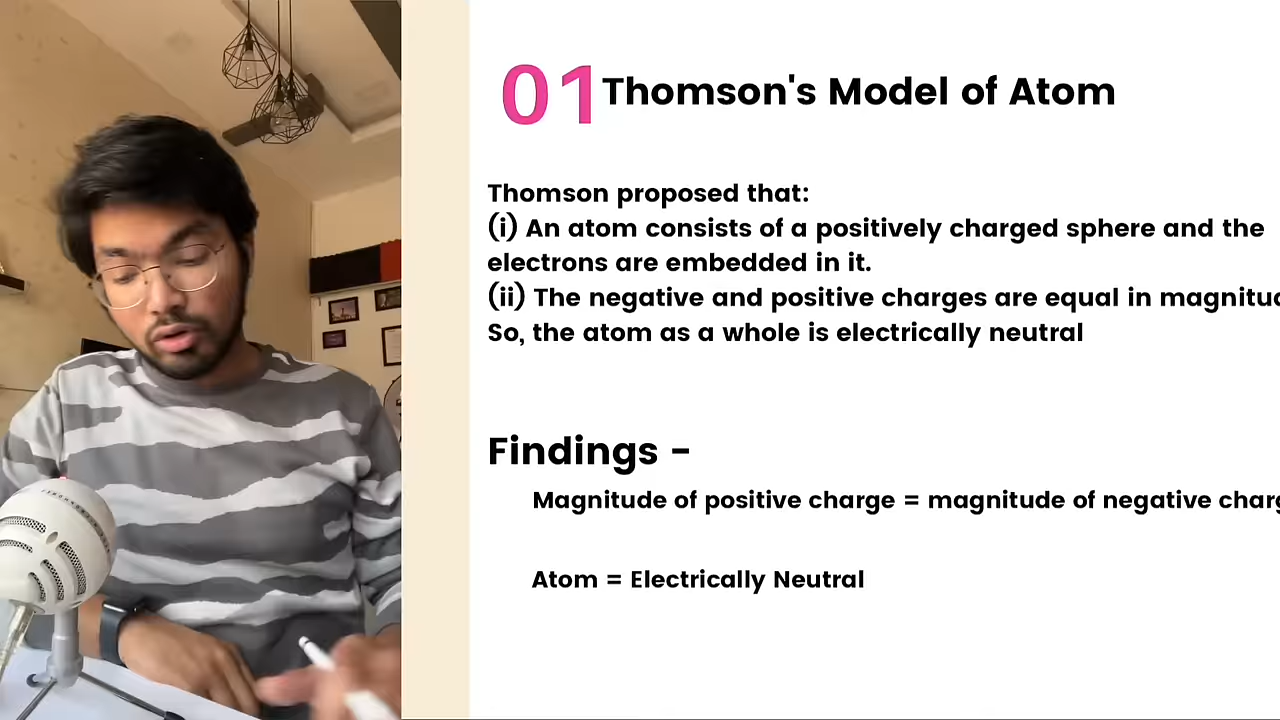 01 Thomson's Model of Atom
Thomson proposed that:
(i) An atom consists of a positively charged sphere and the
electrons are embedded in it.
(ii) The negative and positive charges are equal in
So, the atom as a whole is electrically neutral
Findings -
Magnitude of positive charge = magnitude of negative
Atom = Electrically Neutral